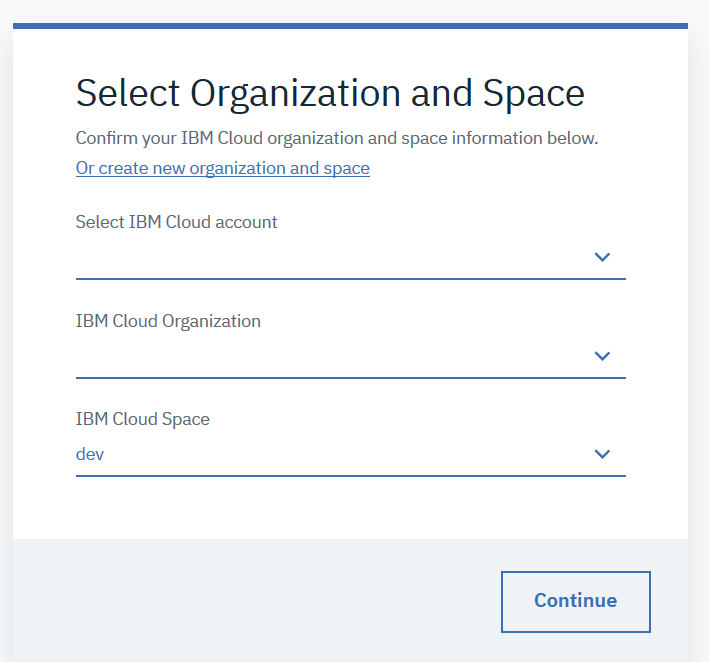 Select Organization and Space
Confirm your IBM Cloud organization and space information below.
Or create new organization and space
Select IBM Cloud account
IBM Cloud Organization
IBM Cloud Space
dev
Continue